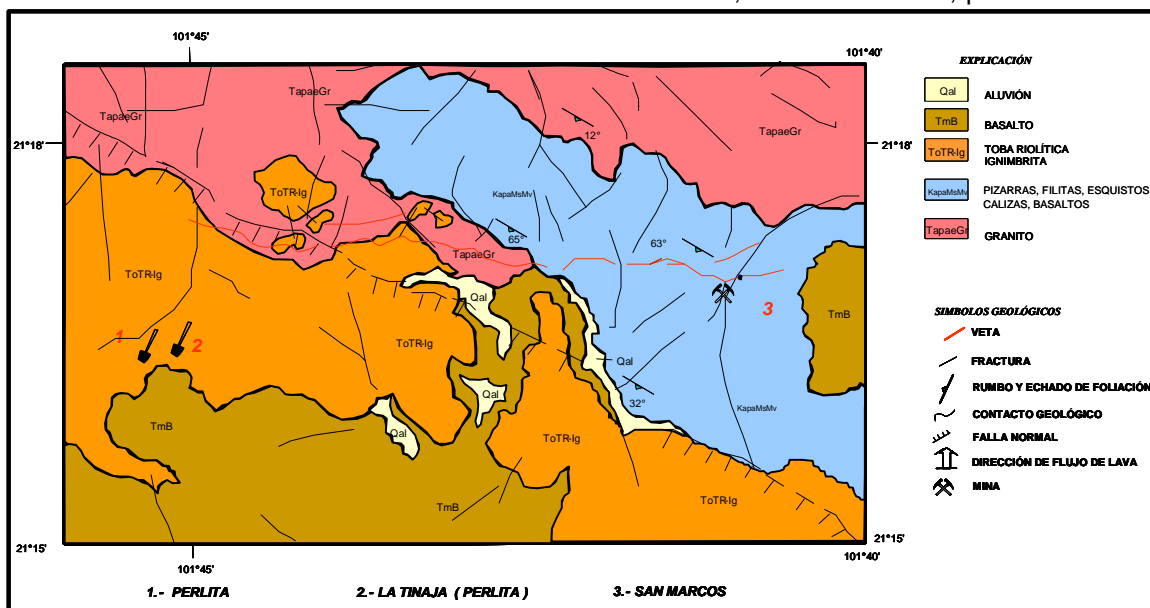 101°45'
101°40'
EXPLICACIÓN
Qal ALUVIÓN
TmB BASALTO
ToTR-Ig TOBA RIOLÍTICA
IGNIMBRITA
KapaMsMv PIZARRAS, FILITAS, ESQUISTOS
CALIZAS, BASALTOS
TapaeGr GRANITO
21°18'
21°18'
TapaeGr
TapaeGr
12°
ToTR-Ig
KapaMsMv
65°
63°
TapaeGr
ToTR-Ig
Qal
3
TmB
1
2
ToTR-Ig
Qal
Qal
32°
KapaMsMv
TmB
Qal
ToTR-Ig
TmB
ToTR-Ig
SIMBOLOS GEOLÓGICOS
VETA
FRACTURA
RUMBO Y ECHADO DE FOLIACIÓN
CONTACTO GEOLÓGICO
FALLA NORMAL
DIRECCIÓN DE FLUJO DE LAVA
MINA
21°15'
21°15'
101°45'
101°40'
1.- PERLITA
2.- LA TINAJA ( PERLITA )
3.- SAN MARCOS